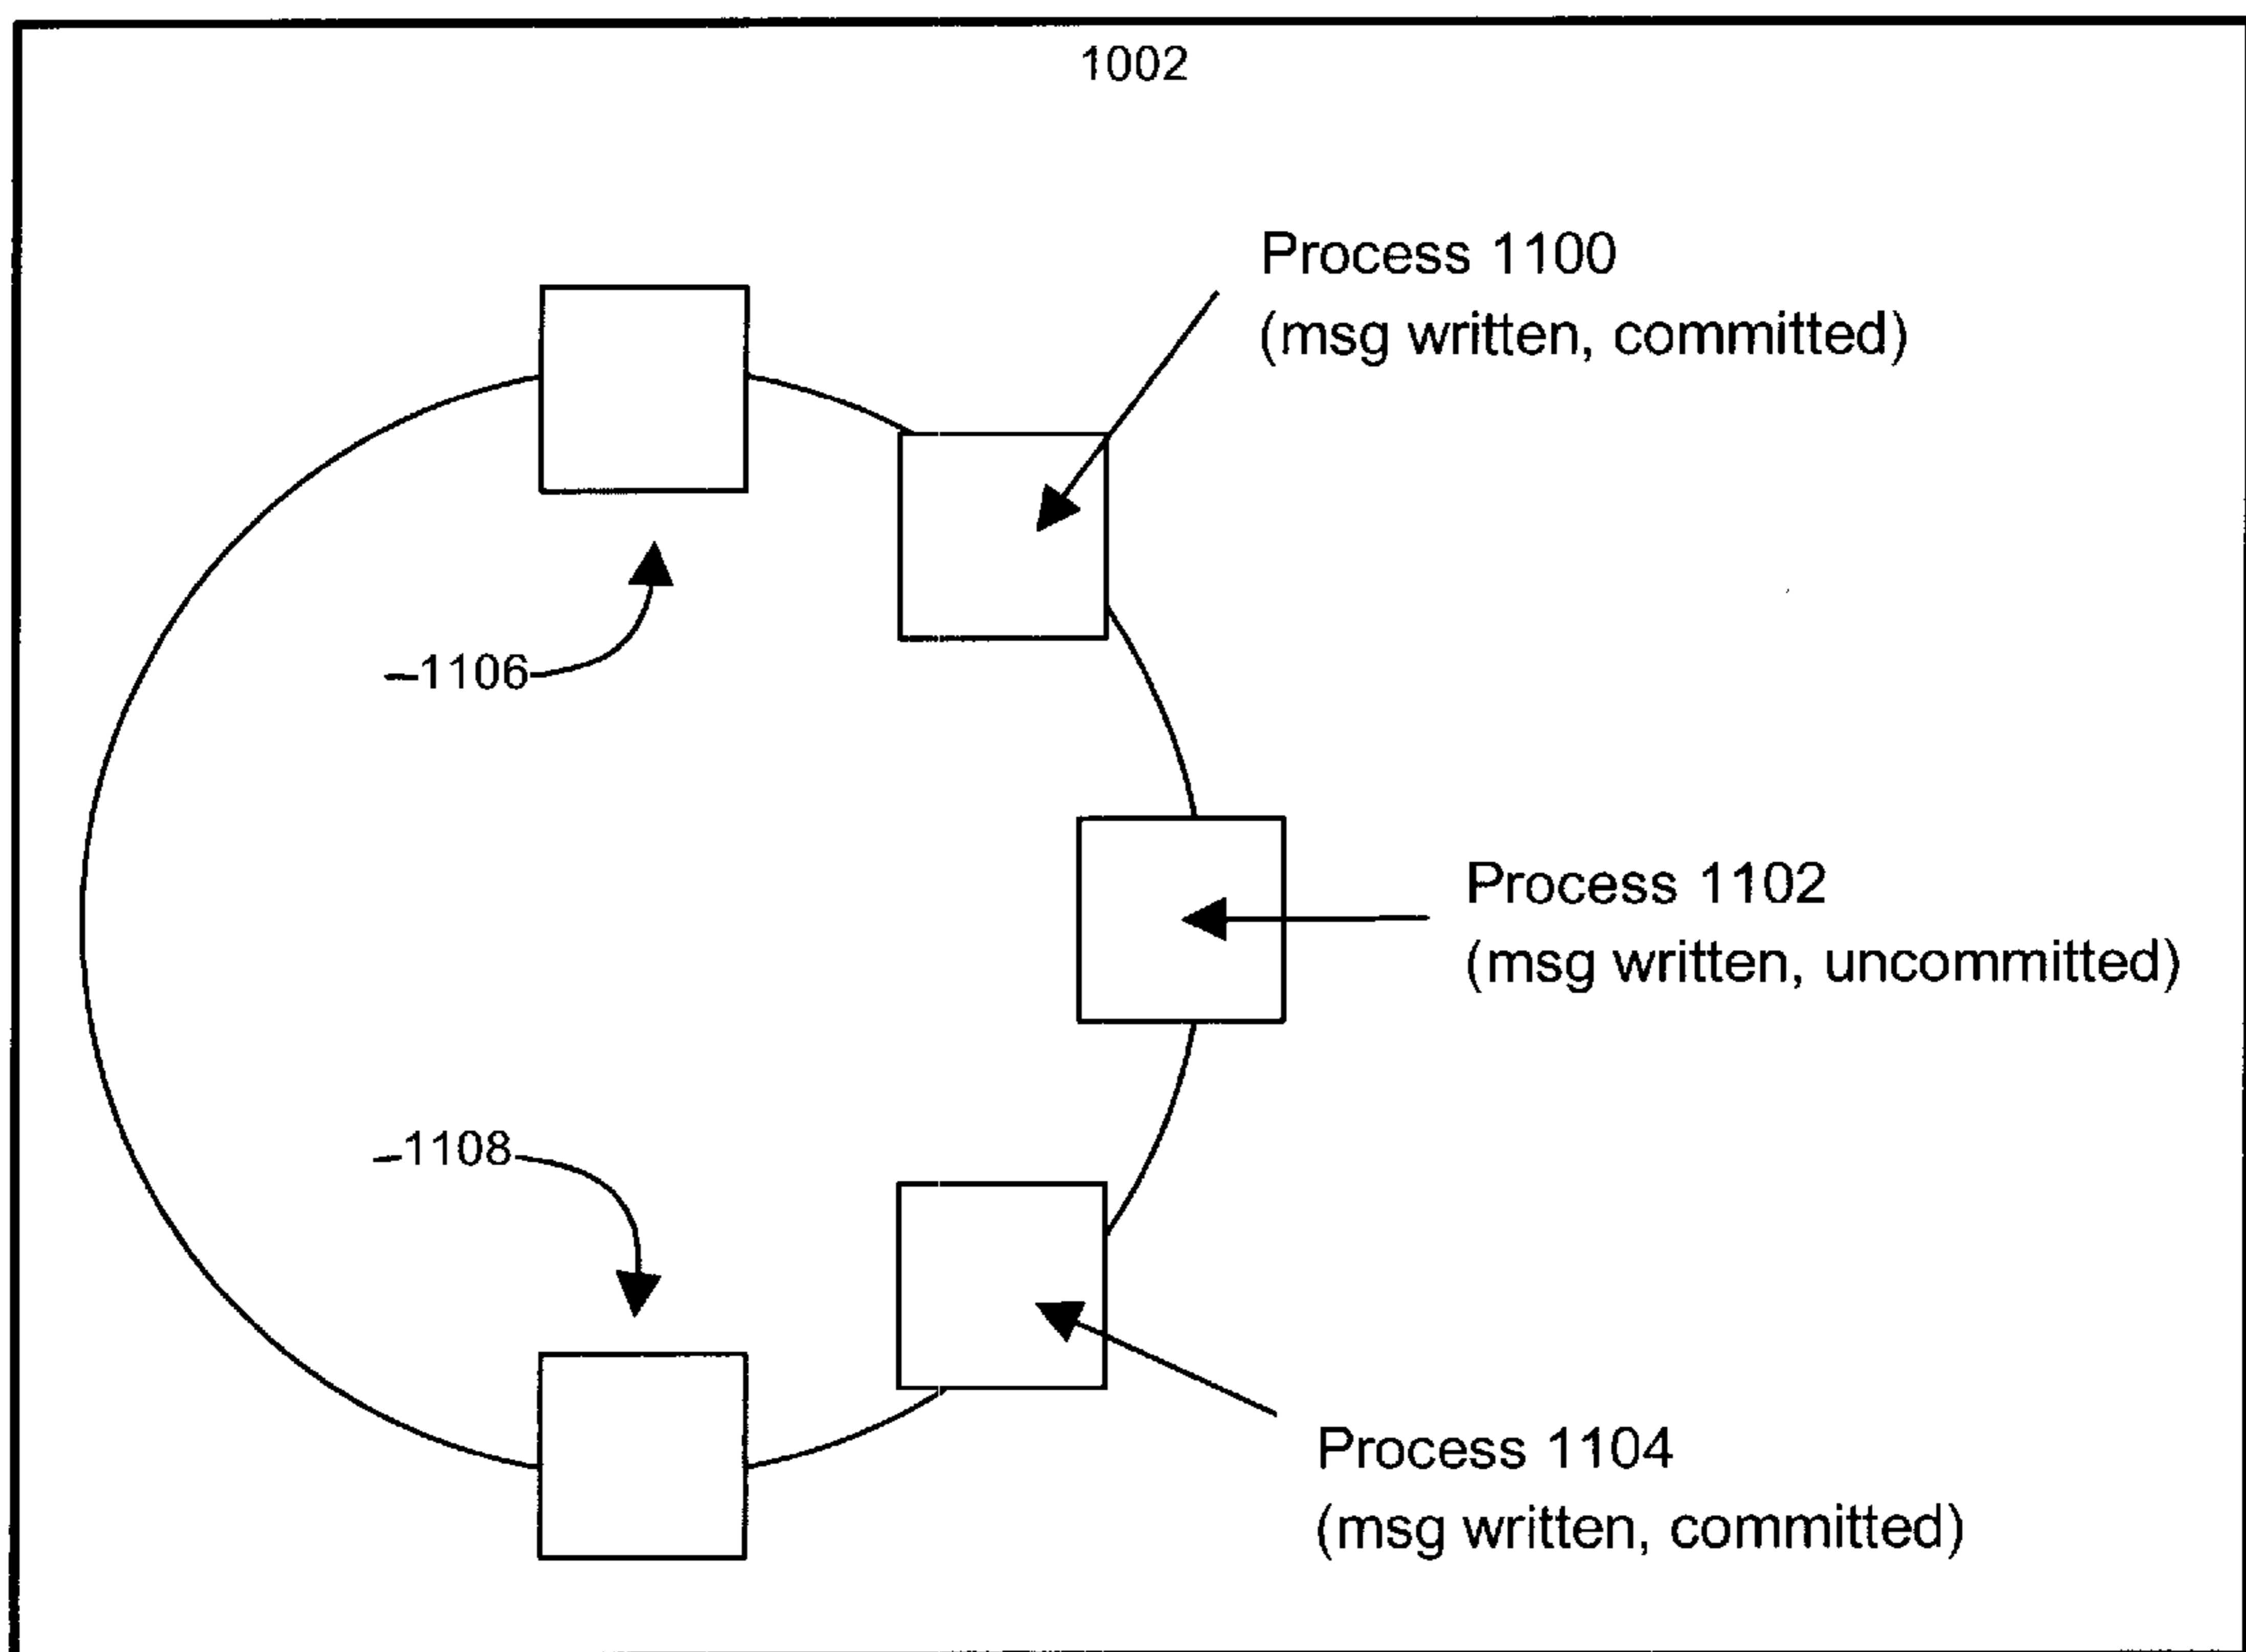 1002
Process 1100
(msg written, committed)
1106
Process 1102
(msg written, uncommitted)
1108
Process 1104
(msg written, committed)